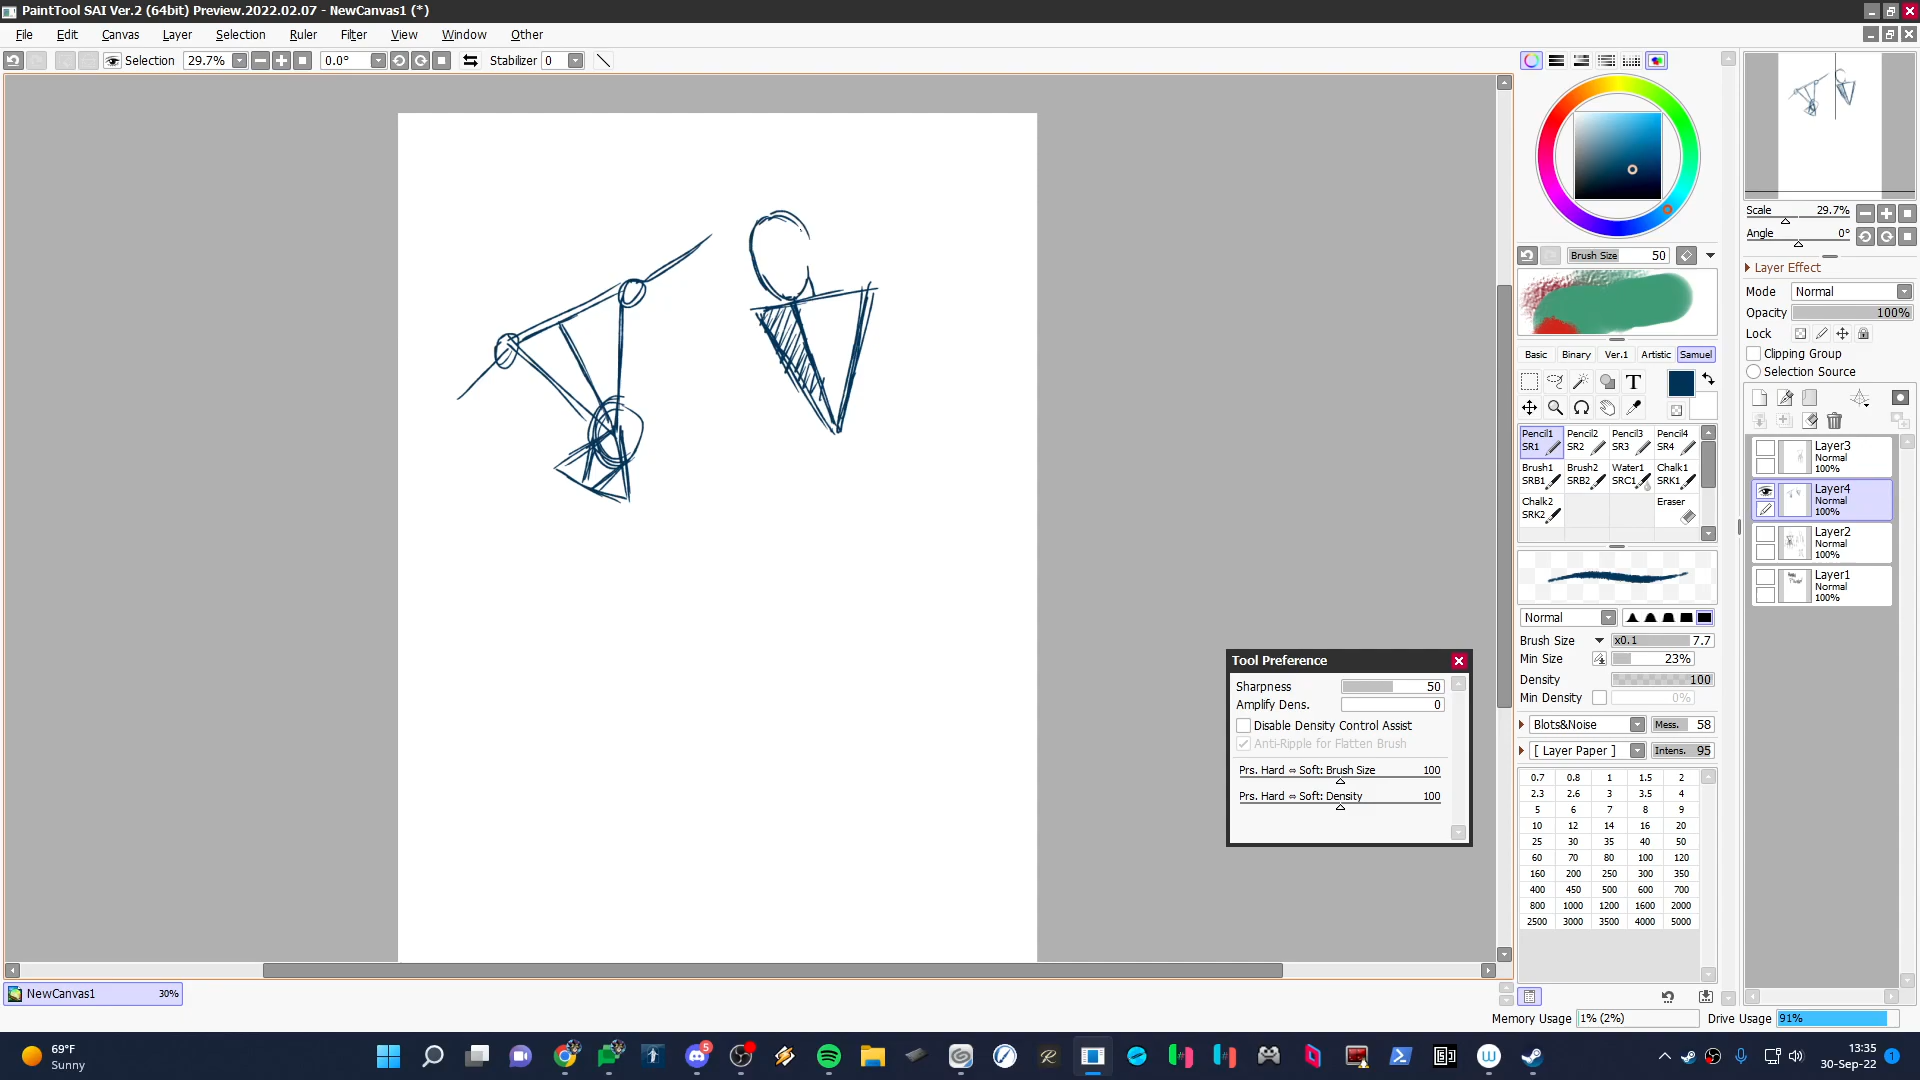 PaintTool SAI Ver.2 (64bit) Preview.2022.02.07 - NewCanvas1 (*)
File Edit Canvas Layer Selection Ruler Filter View Window Other
Selection 29.7% 0.0° Stabilizer 0
Scale 29.7%
Angle 0°
Brush Size 50
Layer Effect
Mode Normal
Opacity 100%
Lock
Clipping Group
Selection Source
Basic Binary Ver.1 Artistic Samuel
T
Pencil1 Pencil2 Pencil3 Pencil4
SR1 SR2 SR3 SR4
Brush1 Brush2 Water1 Chalk1
SRB1 SRB2 SRC1 SRK1
Chalk2 Eraser
SRK2
Layer3
Normal
100%
Layer4
Normal
100%
Layer2
Normal
100%
Layer1
Normal
100%
Normal
Brush Size x0.1 7.7
Min Size 23%
Density 100
Min Density 0%
Blots&Noise Mess. 58
[ Layer Paper ] Intens. 95
0.7 0.8 1 1.5 2
2.3 2.6 3 3.5 4
5 6 7 8 9
10 12 14 16 20
25 30 35 40 50
60 70 80 100 120
160 200 250 300 350
400 450 500 600 700
800 1000 1200 1600 2000
2500 3000 3500 4000 5000
Tool Preference
Sharpness 50
Amplify Dens. 0
Disable Density Control Assist
Anti-Ripple for Flatten Brush
Prs. Hard ⇔ Soft: Brush Size 100
Prs. Hard ⇔ Soft: Density 100
NewCanvas1 30%
Memory Usage 1% (2%) Drive Usage 91%
69°F
Sunny
5
13:35
30-Sep-22
1